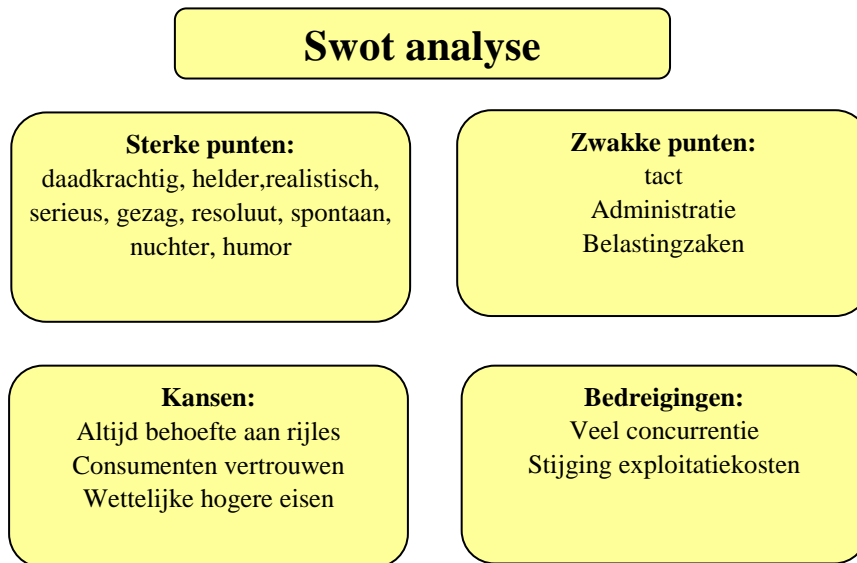 Swot analyse
Sterke punten:
daadkrachtig, helder,realistisch,
serieus, gezag, resoluut, spontaan,
nuchter, humor
Zwakke punten:
tact
Administratie
Belastingzaken
Kansen:
Altijd behoefte aan rijles
Consumenten vertrouwen
Wettelijke hogere eisen
Bedreigingen:
Veel concurrentie
Stijging exploitatiekosten